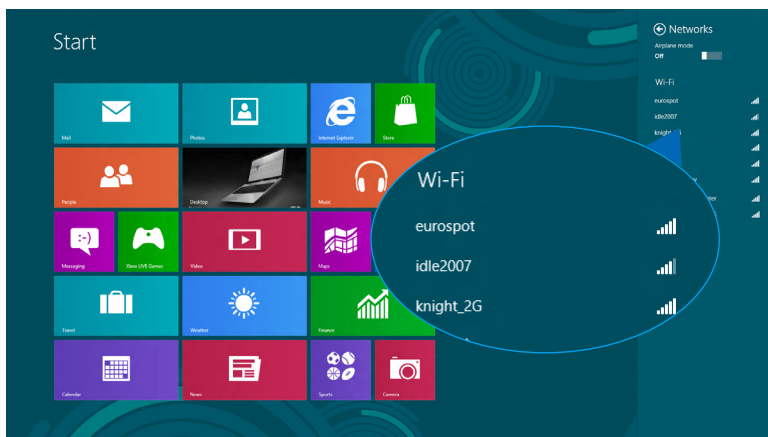 Start
Mail
Photos
Internet Explorer
Store
People
Desktop
Music
Messaging
Xbox LIVE Games
Video
Maps
Travel
Weather
Finance
Calendar
News
Sports
Camera
Networks
Airplane mode
Off
Wi-Fi
eurospot
idle2007
Wi-Fi
eurospot
idle2007
knight_2G